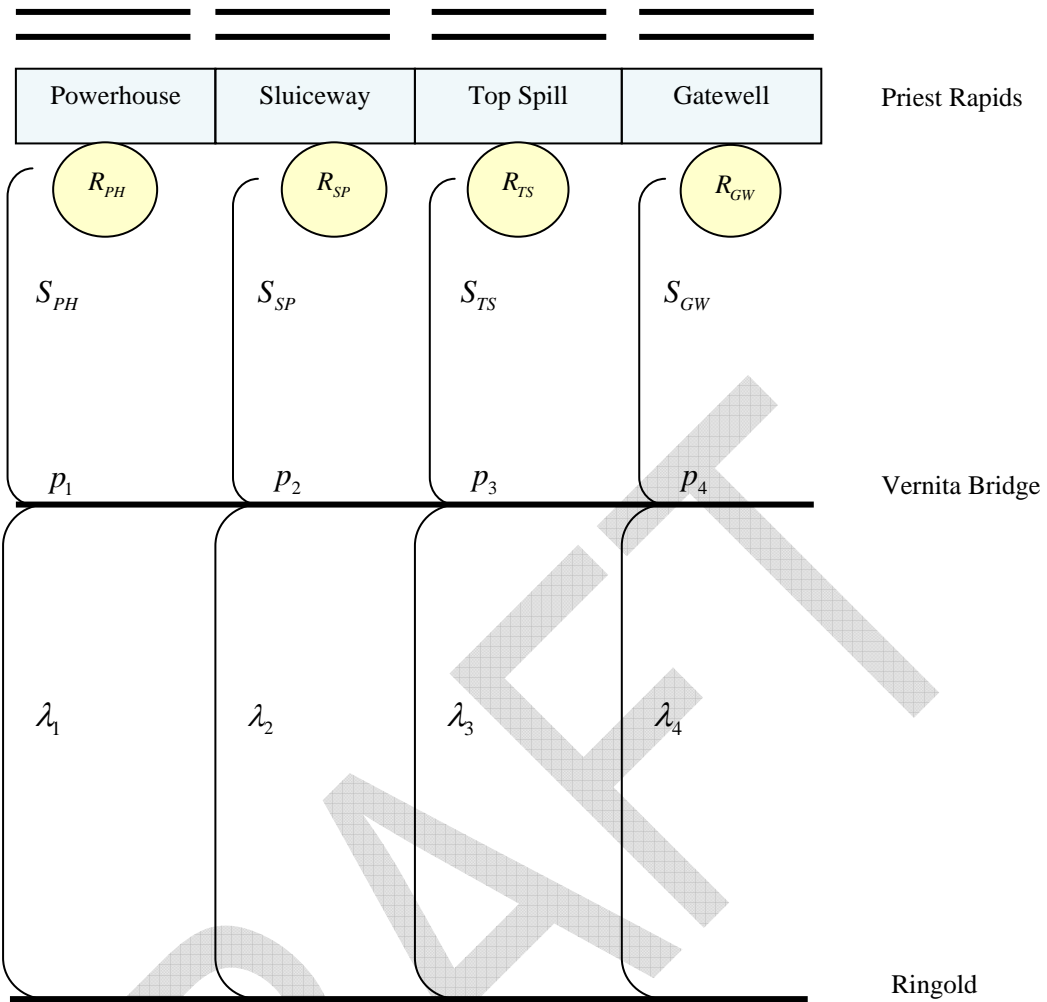 Powerhouse Sluiceway Top Spill Gatewell Priest Rapids
R_PH R_SP R_TS R_GW
S_PH S_SP S_TS S_GW
p_1 p_2 p_3 p_4 Vernita Bridge
λ_1 λ_2 λ_3 λ_4
Ringold
DRAFT